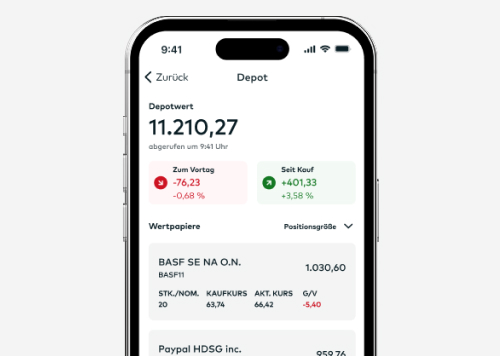 9:41
Zurück
Depot
Depotwert
11.210,27
abgerufen um 9:41 Uhr
Zum Vortag
-76,23
-0,68 %
Seit Kauf
+401,33
+3,58 %
Wertpapiere
Positionsgröße
BASF SE NA O.N.
1.030,60
BASF11
STK./NOM. KAUFKURS AKT. KURS G/V
20 63,74 66,42 -5,40
Paypal HDSG inc.
959,76